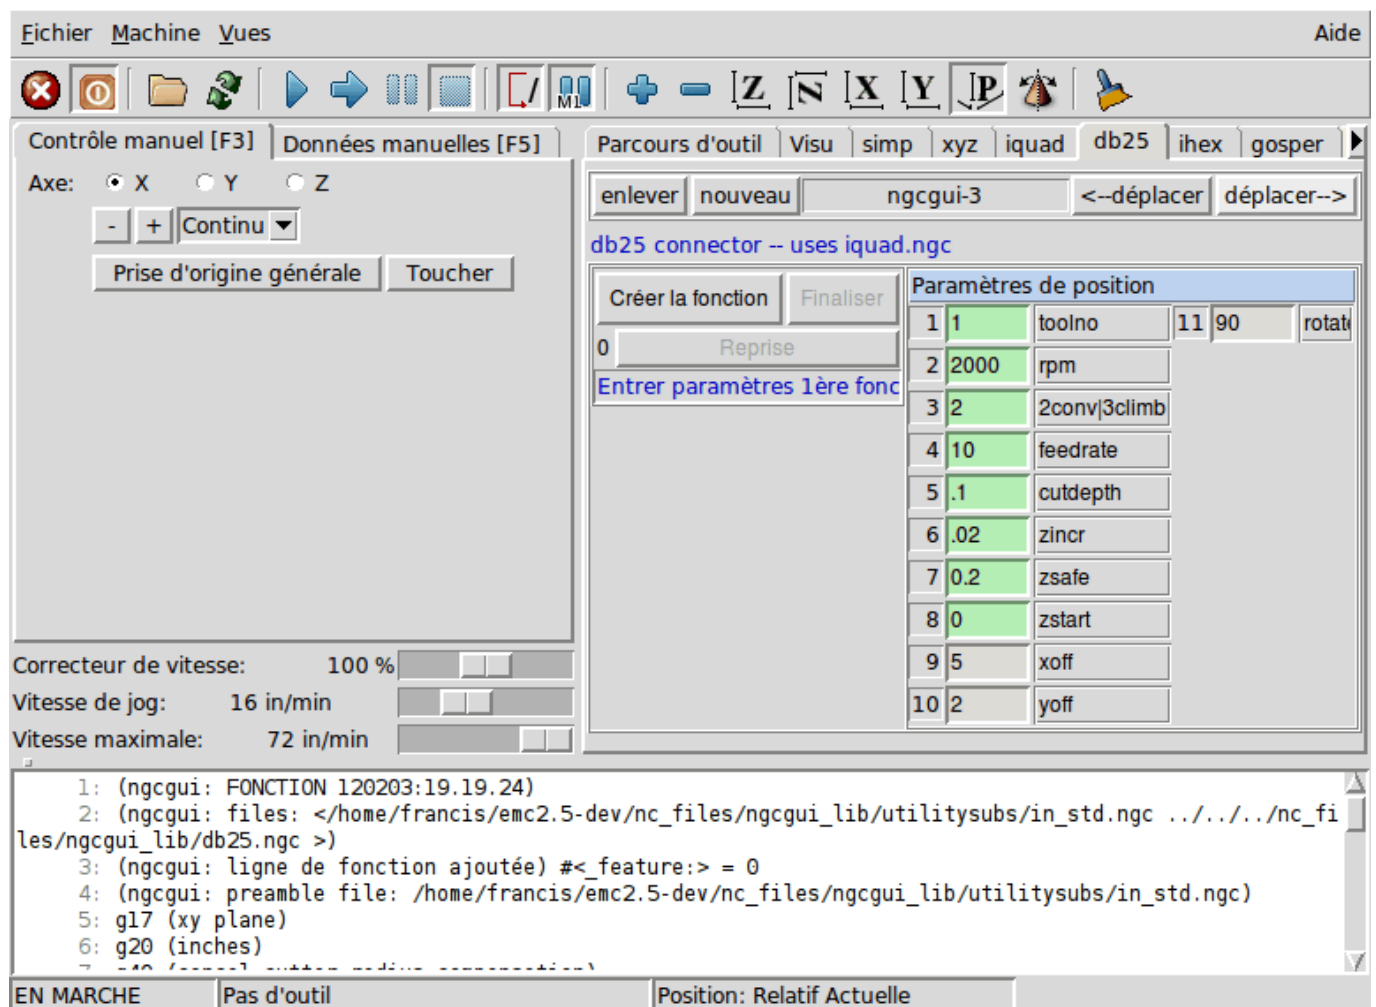 Fichier Machine Vues Aide
M1 Z N X Y P
Contrôle manuel [F3] Données manuelles [F5]
Axe: X Y Z
- + Continu
Prise d'origine générale Toucher
Correcteur de vitesse: 100 %
Vitesse de jog: 16 in/min
Vitesse maximale: 72 in/min
Parcours d'outil Visu simp xyz iquad db25 ihex gosper
enlever nouveau ngcgui-3 <--déplacer déplacer-->
db25 connector -- uses iquad.ngc
Créer la fonction Finaliser
0 Reprise
Entrer paramètres 1ère fonc
Paramètres de position
1 1 toolno 11 90 rotat
2 2000 rpm
3 2 2conv|3climb
4 10 feedrate
5 .1 cutdepth
6 .02 zincr
7 0.2 zsafe
8 0 zstart
9 5 xoff
10 2 yoff
1: (ngcgui: FONCTION 120203:19.19.24)
2: (ngcgui: files: </home/francis/emc2.5-dev/nc_files/ngcgui_lib/utilitysubs/in_std.ngc ../../../nc_fi
les/ngcgui_lib/db25.ngc >)
3: (ngcgui: ligne de fonction ajoutée) #<_feature:> = 0
4: (ngcgui: preamble file: /home/francis/emc2.5-dev/nc_files/ngcgui_lib/utilitysubs/in_std.ngc)
5: g17 (xy plane)
6: g20 (inches)
EN MARCHE Pas d'outil Position: Relatif Actuelle